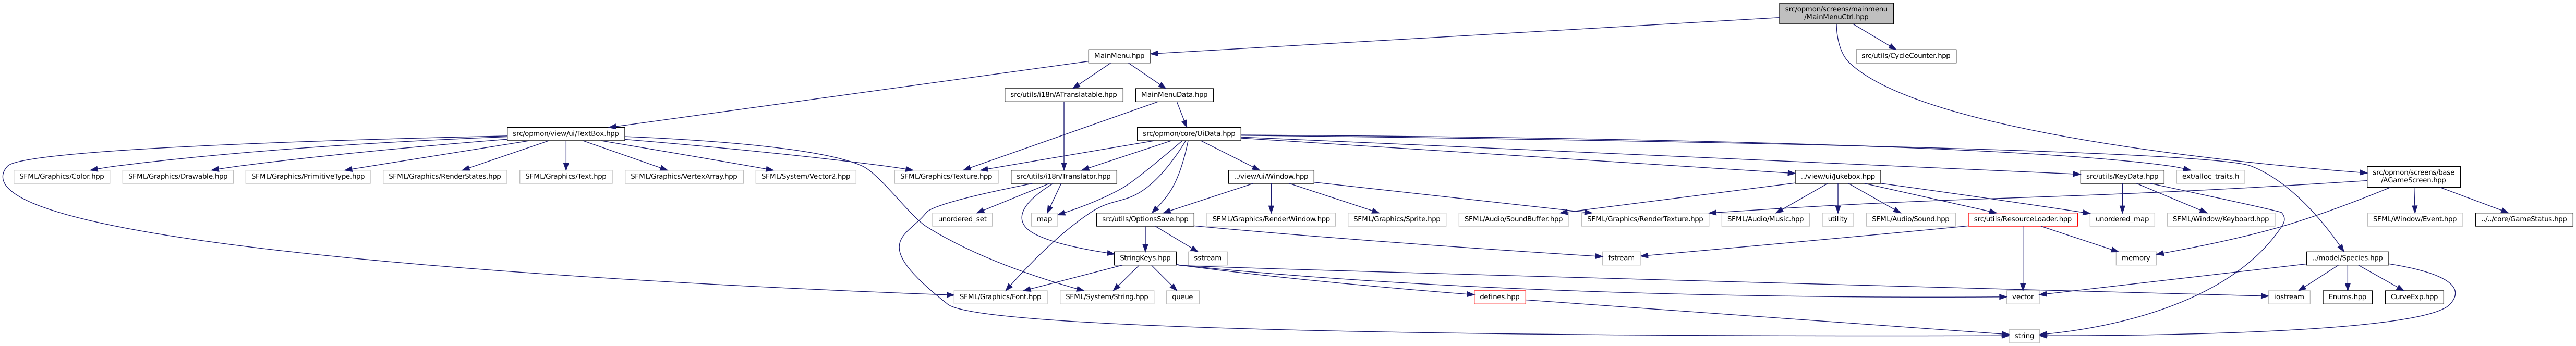 src/opmon/screens/mainmenu
/MainMenuCtrl.hpp
MainMenu.hpp
src/utils/CycleCounter.hpp
src/utils/i18n/ATranslatable.hpp
MainMenuData.hpp
src/opmon/view/ui/TextBox.hpp
src/opmon/core/UiData.hpp
SFML/Graphics/Color.hpp
SFML/Graphics/Drawable.hpp
SFML/Graphics/PrimitiveType.hpp
SFML/Graphics/RenderStates.hpp
SFML/Graphics/Text.hpp
SFML/Graphics/VertexArray.hpp
SFML/System/Vector2.hpp
SFML/Graphics/Texture.hpp
src/utils/i18n/Translator.hpp
../view/ui/Window.hpp
../view/ui/Jukebox.hpp
src/utils/KeyData.hpp
ext/alloc_traits.h
src/opmon/screens/base
/AGameScreen.hpp
unordered_set
map
src/utils/OptionsSave.hpp
SFML/Graphics/RenderWindow.hpp
SFML/Graphics/Sprite.hpp
SFML/Audio/SoundBuffer.hpp
SFML/Graphics/RenderTexture.hpp
SFML/Audio/Music.hpp
utility
SFML/Audio/Sound.hpp
src/utils/ResourceLoader.hpp
unordered_map
SFML/Window/Keyboard.hpp
SFML/Window/Event.hpp
../../core/GameStatus.hpp
StringKeys.hpp
sstream
fstream
memory
../model/Species.hpp
SFML/Graphics/Font.hpp
SFML/System/String.hpp
queue
defines.hpp
vector
iostream
Enums.hpp
CurveExp.hpp
string